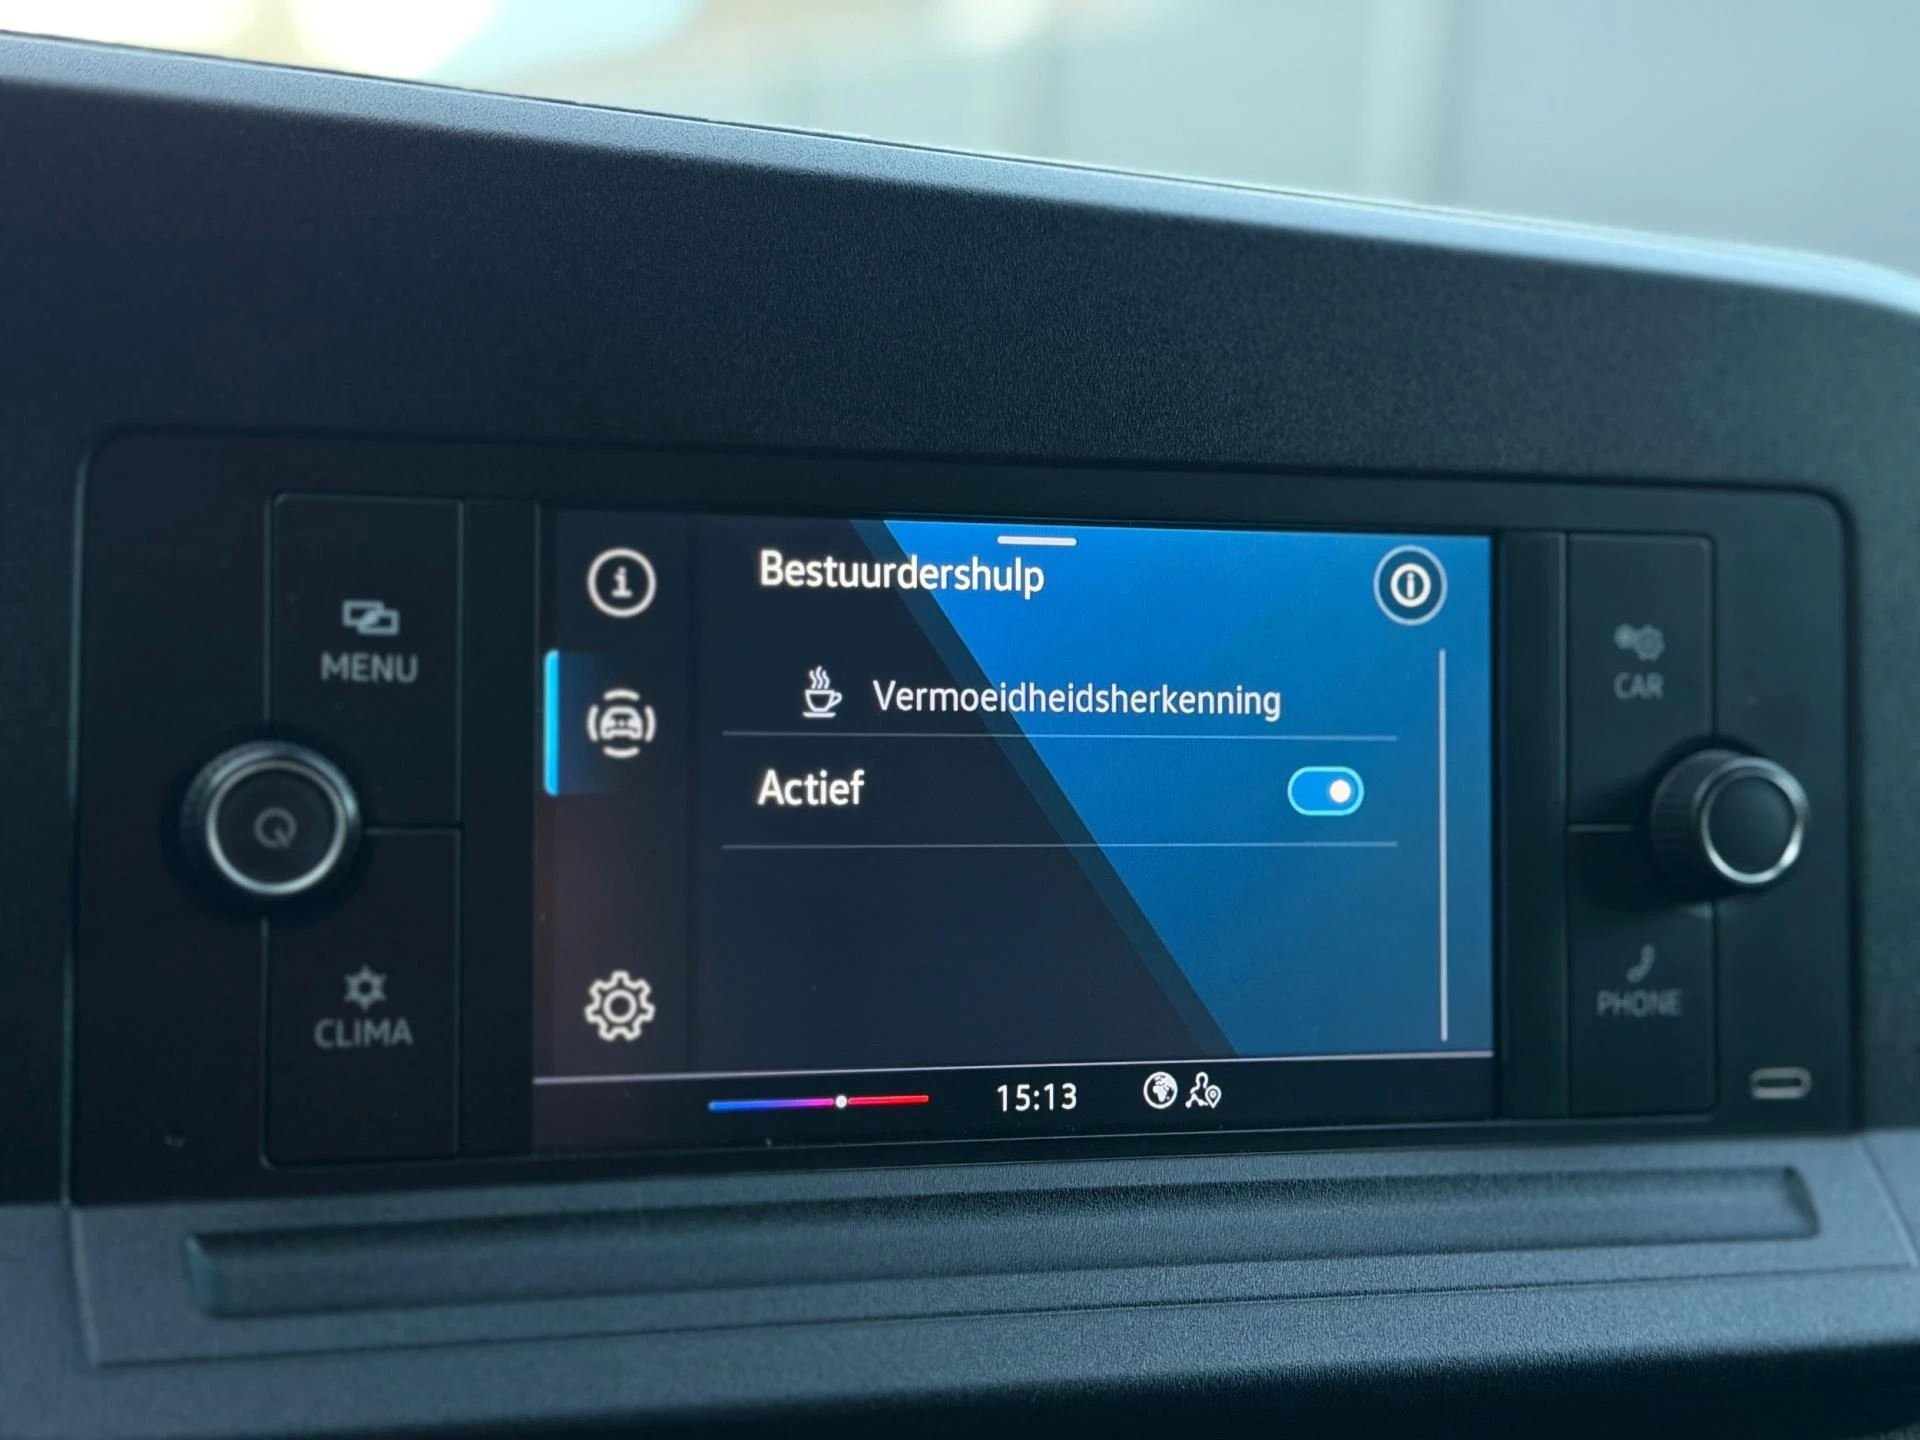 MENU
CLIMA
Bestuurdershulp
Vermoeidheidsherkenning
Actief
15:13
CAR
PHONE